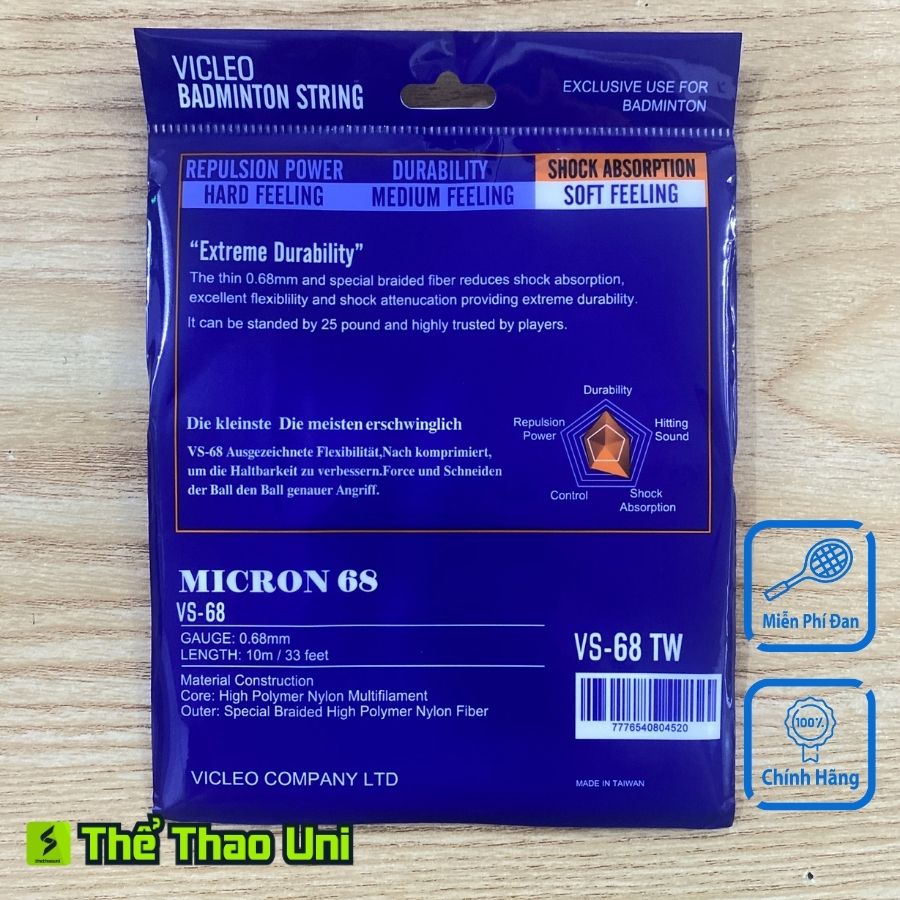 VICLEO
BADMINTON STRING
EXCLUSIVE USE FOR
BADMINTON
REPULSION POWER
HARD FEELING
DURABILITY
MEDIUM FEELING
SHOCK ABSORPTION
SOFT FEELING
“Extreme Durability”
The thin 0.68mm and special braided fiber reduces shock absorption,
excellent flexiblility and shock attenucation providing extreme durability.
It can be standed by 25 pound and highly trusted by players.
Die kleinste Die meisten erschwinglich
VS-68 Ausgezeichnete Flexibilität,Nach komprimiert,
um die Haltbarkeit zu verbessern.Force und Schneiden
der Ball den Ball genauer Angriff.
Durability
Repulsion
Power
Hitting
Sound
Control
Shock
Absorption
MICRON 68
VS-68
GAUGE: 0.68mm
LENGTH: 10m / 33 feet
Material Construction
Core: High Polymer Nylon Multifilament
Outer: Special Braided High Polymer Nylon Fiber
VS-68 TW
7776540804520
VICLEO COMPANY LTD
MADE IN TAIWAN
Miễn Phí Đan
100%
Chính Hãng
Thể Thao Uni
thethaouni